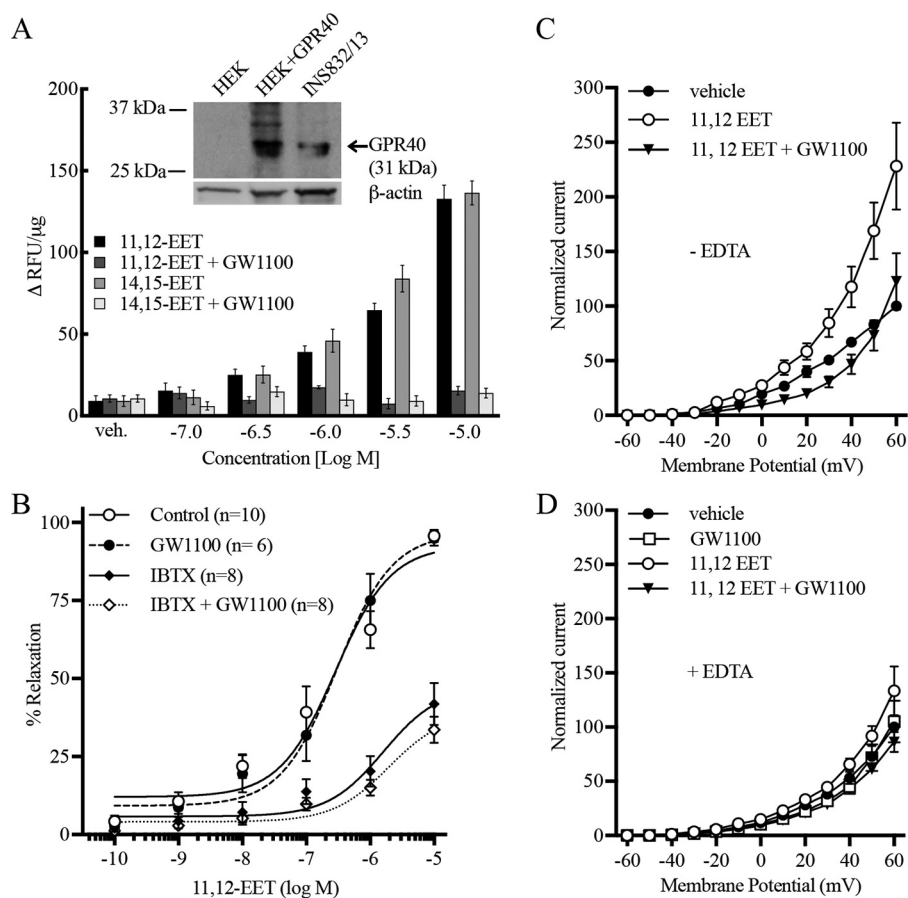 A
HEK
HEK+GPR40
INS832/13
37 kDa
25 kDa
GPR40
(31 kDa)
β-actin
200
150
100
50
0
Δ RFU/µg
11,12-EET
11,12-EET + GW1100
14,15-EET
14,15-EET + GW1100
veh. -7.0 -6.5 -6.0 -5.5 -5.0
Concentration [Log M]
B
100
75
50
25
0
% Relaxation
Control (n=10)
GW1100 (n= 6)
IBTX (n=8)
IBTX + GW1100 (n=8)
-10 -9 -8 -7 -6 -5
11,12-EET (log M)
C
300
250
200
150
100
50
0
Normalized current
vehicle
11,12 EET
11, 12 EET + GW1100
- EDTA
-60 -40 -20 0 20 40 60
Membrane Potential (mV)
D
300
250
200
150
100
50
0
Normalized current
vehicle
GW1100
11,12 EET
11, 12 EET + GW1100
+ EDTA
-60 -40 -20 0 20 40 60
Membrane Potential (mV)